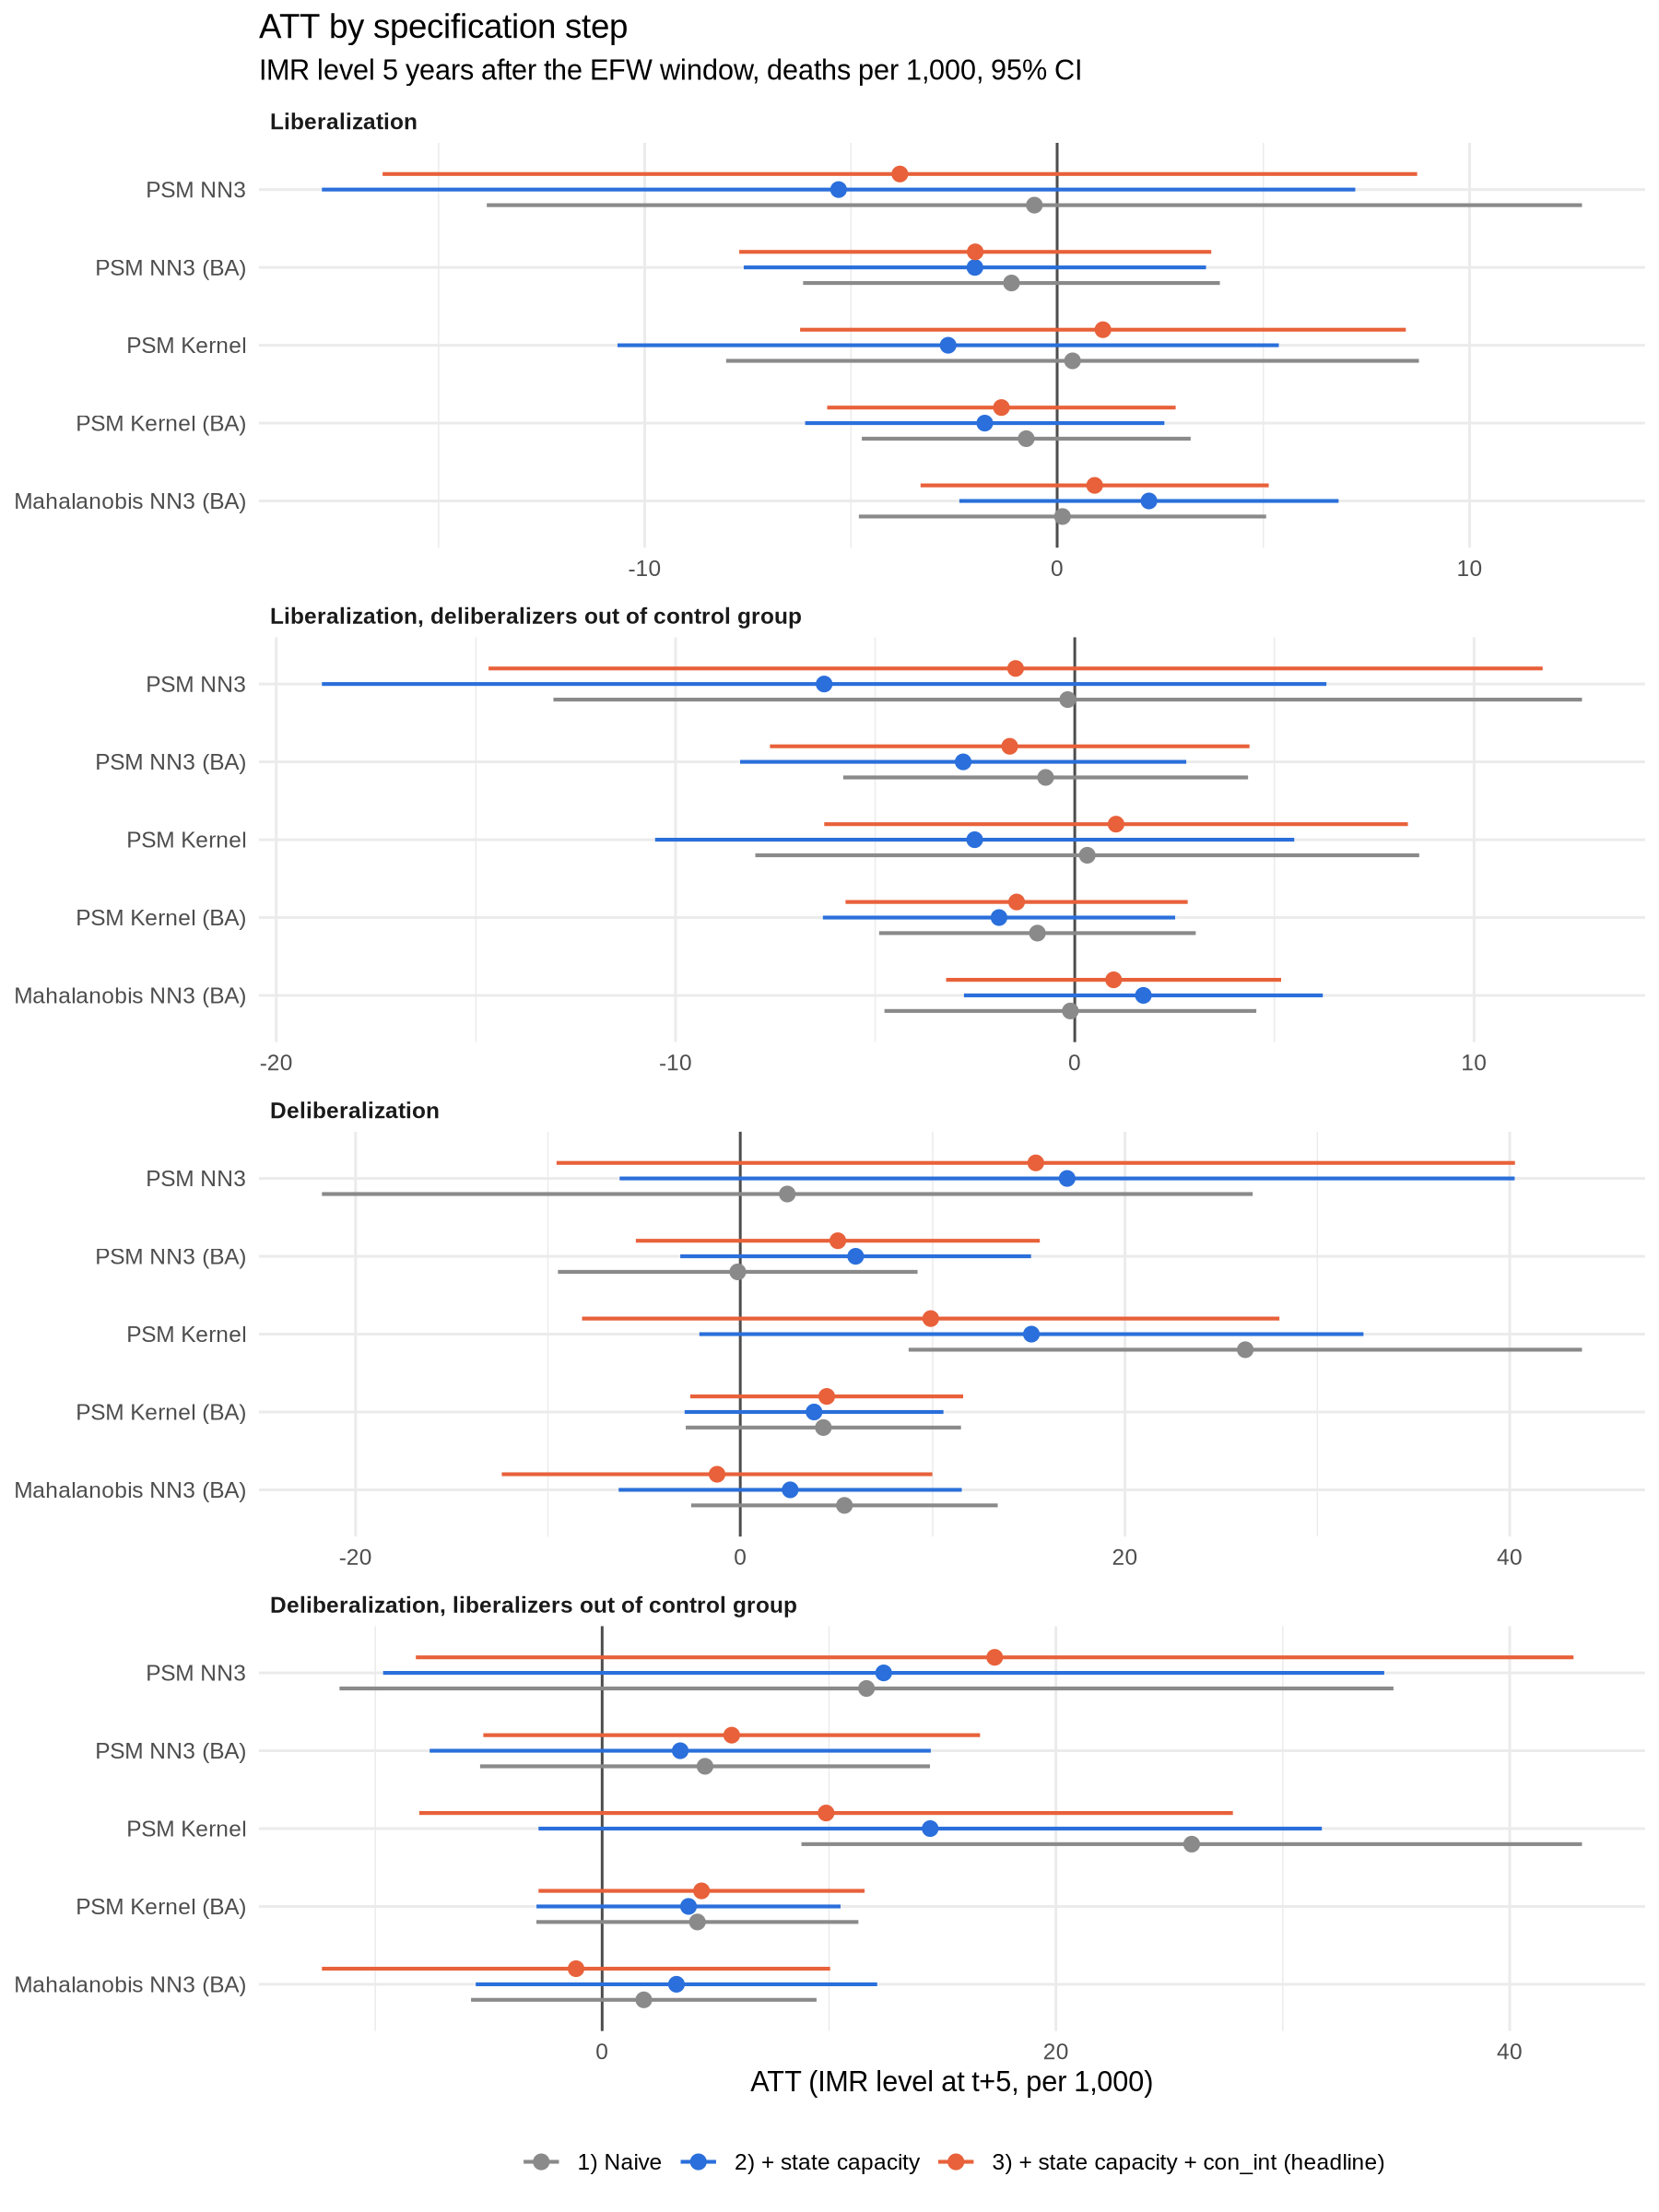 ATT by specification step
IMR level 5 years after the EFW window, deaths per 1,000, 95% CI
Liberalization
PSM NN3
PSM NN3 (BA)
PSM Kernel
PSM Kernel (BA)
Mahalanobis NN3 (BA)
-10 0 10
Liberalization, deliberalizers out of control group
PSM NN3
PSM NN3 (BA)
PSM Kernel
PSM Kernel (BA)
Mahalanobis NN3 (BA)
-20 -10 0 10
Deliberalization
PSM NN3
PSM NN3 (BA)
PSM Kernel
PSM Kernel (BA)
Mahalanobis NN3 (BA)
-20 0 20 40
Deliberalization, liberalizers out of control group
PSM NN3
PSM NN3 (BA)
PSM Kernel
PSM Kernel (BA)
Mahalanobis NN3 (BA)
0 20 40
ATT (IMR level at t+5, per 1,000)
1) Naive 2) + state capacity 3) + state capacity + con_int (headline)